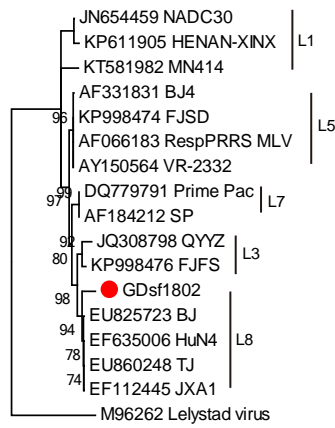 JN654459 NADC30
KP611905 HENAN-XINX
L1
KT581982 MN414
AF331831 BJ4
96
KP998474 FJSD
L5
AF066183 RespPRRS MLV
AY150564 VR-2332
99
97
DQ779791 Prime Pac
L7
AF184212 SP
92
JQ308798 QYYZ
L3
80
KP998476 FJFS
98
GDsf1802
EU825723 BJ
94
EF635006 HuN4
L8
78
EU860248 TJ
74
EF112445 JXA1
M96262 Lelystad virus